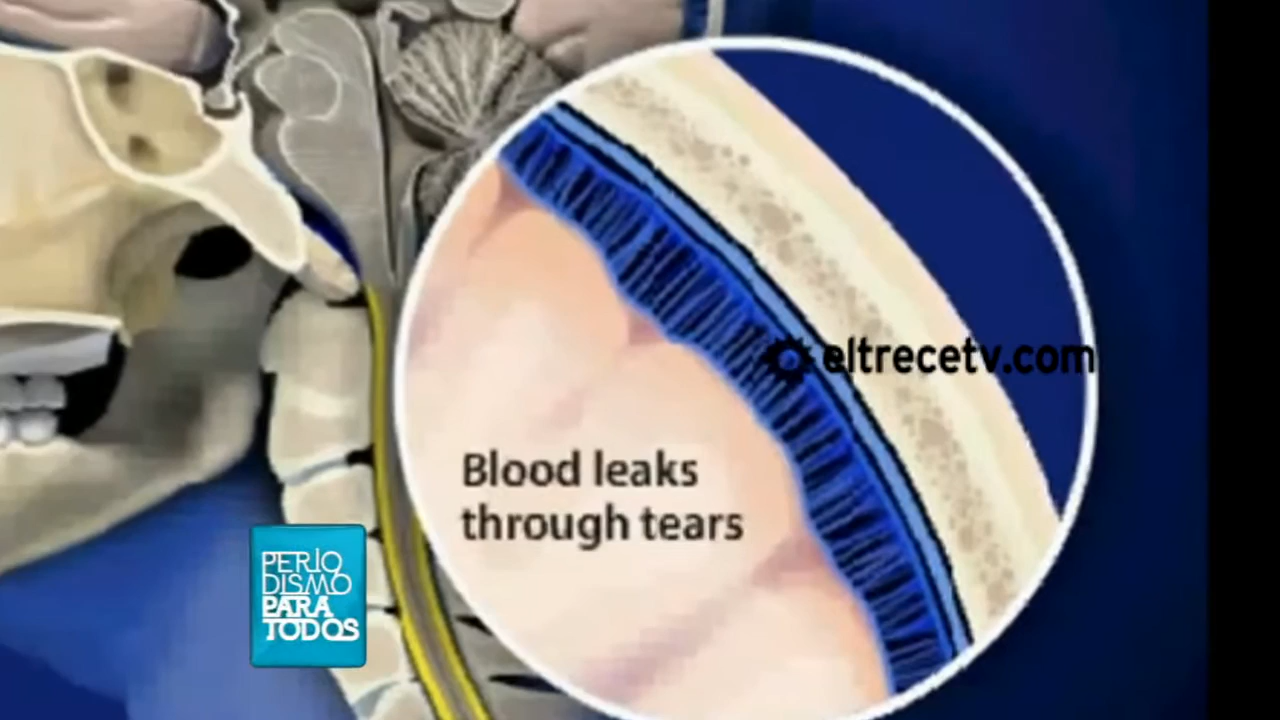 eltrecetv.com
Blood leaks
through tears
PERIO
DISMO
PARA
TODOS